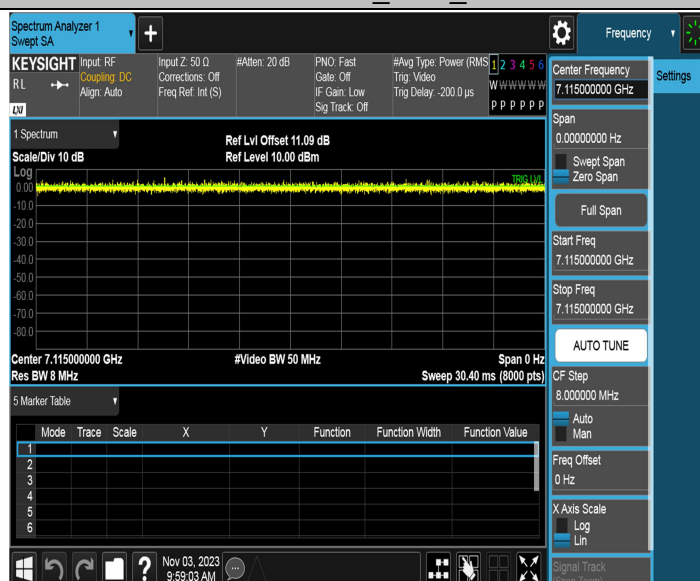 Spectrum Analyzer 1
Swept SA
+
Frequency
KEYSIGHT
RL
LXI
Input: RF
Coupling: DC
Align: Auto
Input Z: 50 Ω
Corrections: Off
Freq Ref: Int (S)
#Atten: 20 dB
PNO: Fast
Gate: Off
IF Gain: Low
Sig Track: Off
#Avg Type: Power (RMS
Trig: Video
Trig Delay: -200.0 µs
1 2 3 4 5 6
W W W W W W
P P P P P P
1 Spectrum
Scale/Div 10 dB
Ref Lvl Offset 11.09 dB
Ref Level 10.00 dBm
Log
TRIG LVL
0.00
-10.0
-20.0
-30.0
-40.0
-50.0
-60.0
-70.0
-80.0
Center 7.115000000 GHz
#Video BW 50 MHz
Span 0 Hz
Res BW 8 MHz
Sweep 30.40 ms (8000 pts)
5 Marker Table
Mode Trace Scale X Y Function Function Width Function Value
1
2
3
4
5
6
?
Nov 03, 2023
9:59:03 AM
Center Frequency
7.115000000 GHz
Settings
Span
0.00000000 Hz
Swept Span
Zero Span
Full Span
Start Freq
7.115000000 GHz
Stop Freq
7.115000000 GHz
AUTO TUNE
CF Step
8.000000 MHz
Auto
Man
Freq Offset
0 Hz
X Axis Scale
Log
Lin
Signal Track
(Span Zoom)